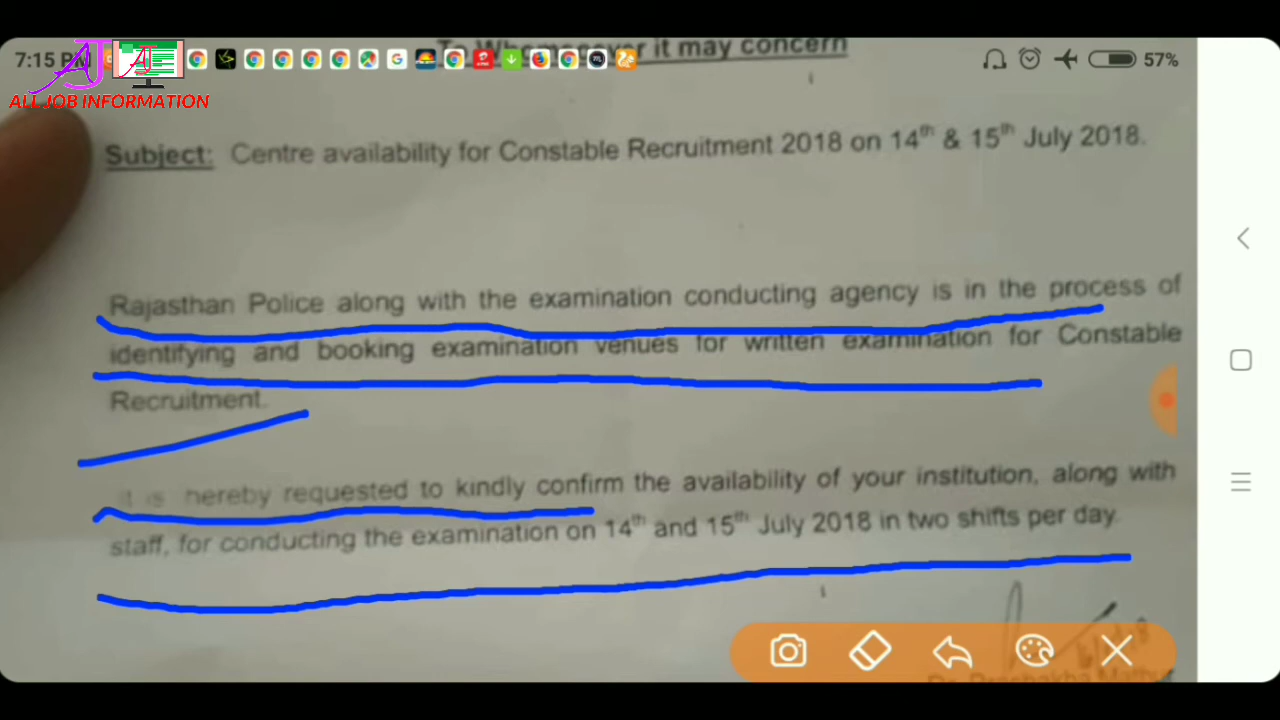 To Whomsoever it may concern
7:15 PM
57%
ALL JOB INFORMATION
Subject: Centre availability for Constable Recruitment 2018 on 14th & 15th July 2018.
Rajasthan Police along with the examination conducting agency is in the process of
identifying and booking examination venues for written examination for Constable
Recruitment.
It is hereby requested to kindly confirm the availability of your institution, along with
staff, for conducting the examination on 14th and 15th July 2018 in two shifts per day.